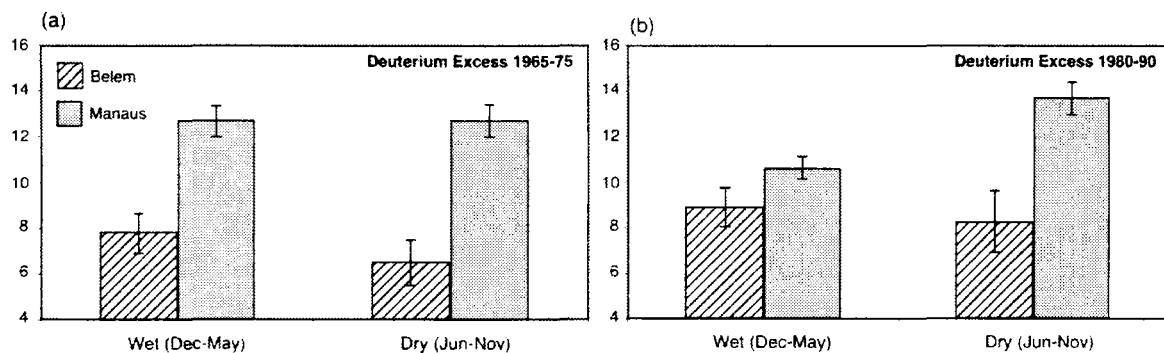 (a)
16
14
12
10
8
6
4
Deuterium Excess 1965-75
Belem
Manaus
Wet (Dec-May)
Dry (Jun-Nov)
(b)
16
14
12
10
8
6
4
Deuterium Excess 1980-90
Wet (Dec-May)
Dry (Jun-Nov)